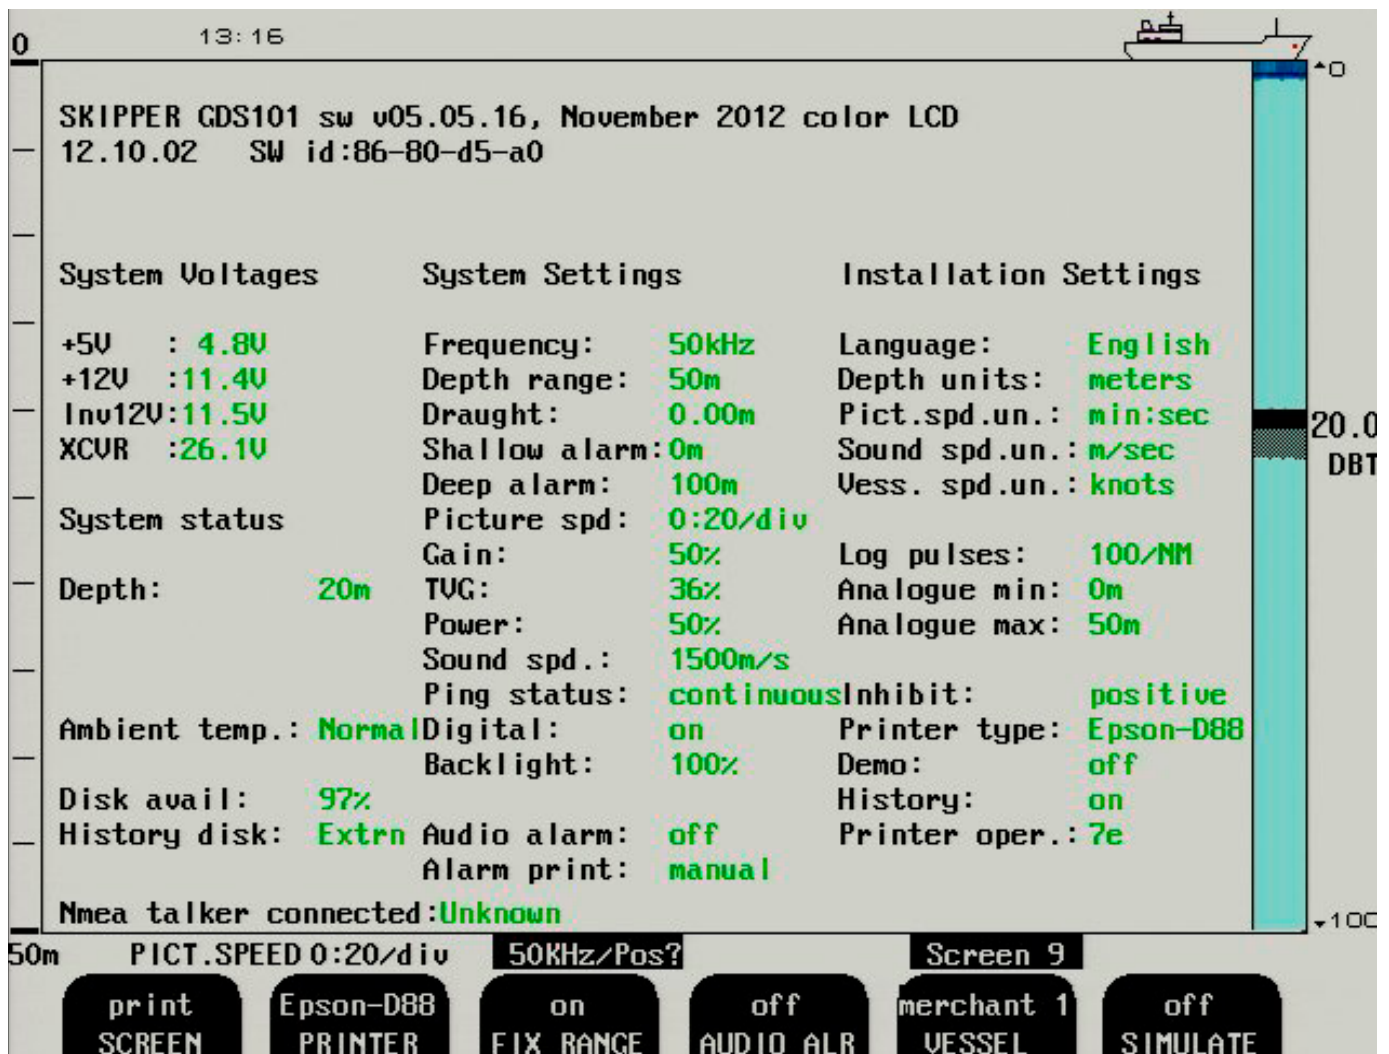 0 13:16
0
SKIPPER GDS101 sw v05.05.16, November 2012 color LCD
12.10.02 SW id:86-80-d5-a0
System Voltages System Settings Installation Settings
+5V : 4.8V Frequency: 50kHz Language: English
+12V :11.4V Depth range: 50m Depth units: meters
Inv12V:11.5V Draught: 0.00m Pict.spd.un.: min:sec
20.0
XCVR :26.1V Shallow alarm:0m Sound spd.un.:m/sec
DBT
Deep alarm: 100m Vess. spd.un.:knots
System status Picture spd: 0:20/div
Gain: 50% Log pulses: 100/NM
Depth: 20m TVG: 36% Analogue min: 0m
Power: 50% Analogue max: 50m
Sound spd.: 1500m/s
Ping status: continuous Inhibit: positive
Ambient temp.: Normal Digital: on Printer type: Epson-D88
Backlight: 100% Demo: off
Disk avail: 97% History: on
History disk: Extrn Audio alarm: off Printer oper.:7e
Alarm print: manual
Nmea talker connected:Unknown
100
50m PICT.SPEED 0:20/div 50KHz/Pos? Screen 9
print Epson-D88 on off merchant 1 off
SCREEN PRINTER FIX RANGE AUDIO ALR VESSEL SIMULATE